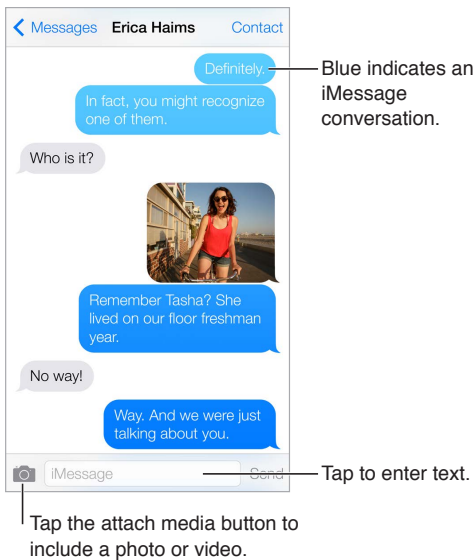 Messages Erica Haims Contact
Definitely.
Blue indicates an
iMessage
conversation.
In fact, you might recognize
one of them.
Who is it?
Remember Tasha? She
lived on our floor freshman
year.
No way!
Way. And we were just
talking about you.
iMessage Send
Tap to enter text.
Tap the attach media button to
include a photo or video.